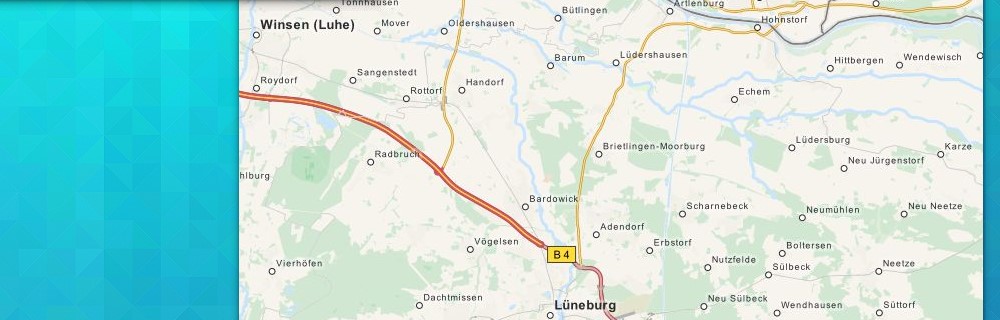 Tönnhausen
Bütlingen
Artlenburg
Winsen (Luhe)
Mover
Oldershausen
Hohnstorf
Barum
Lüdershausen
Hittbergen
Wendewisch
Roydorf
Sangenstedt
Rottorf
Handorf
Echem
Radbruch
Brietlingen-Moorburg
Lüdersburg
Karze
Neu Jürgenstorf
hlburg
Bardowick
Scharnebeck
Neumühlen
Neu Neetze
Vögelsen
Adendorf
B 4
Erbstorf
Boltersen
Vierhöfen
Nutzfelde
Sülbeck
Neetze
Dachtmissen
Lüneburg
Neu Sülbeck
Wendhausen
Süttorf